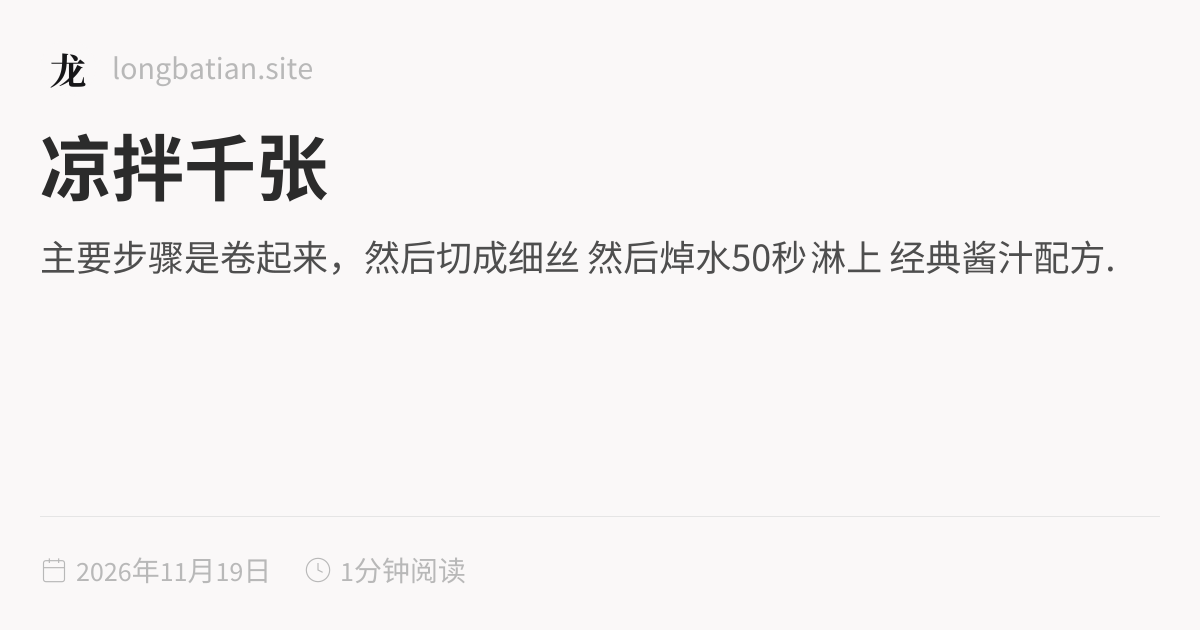 龙 longbatian.site
凉拌千张
主要步骤是卷起来，然后切成细丝 然后焯水50秒 淋上 经典酱汁配方.
2026年11月19日 1分钟阅读